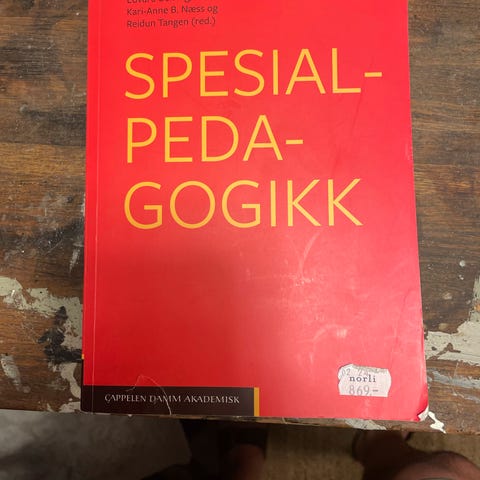 Kari-Anne B. Næss og
Reidun Tangen (red.)
SPESIAL-
PEDA-
GOGIKK
norli
869.-
CAPPELEN DAMM AKADEMISK